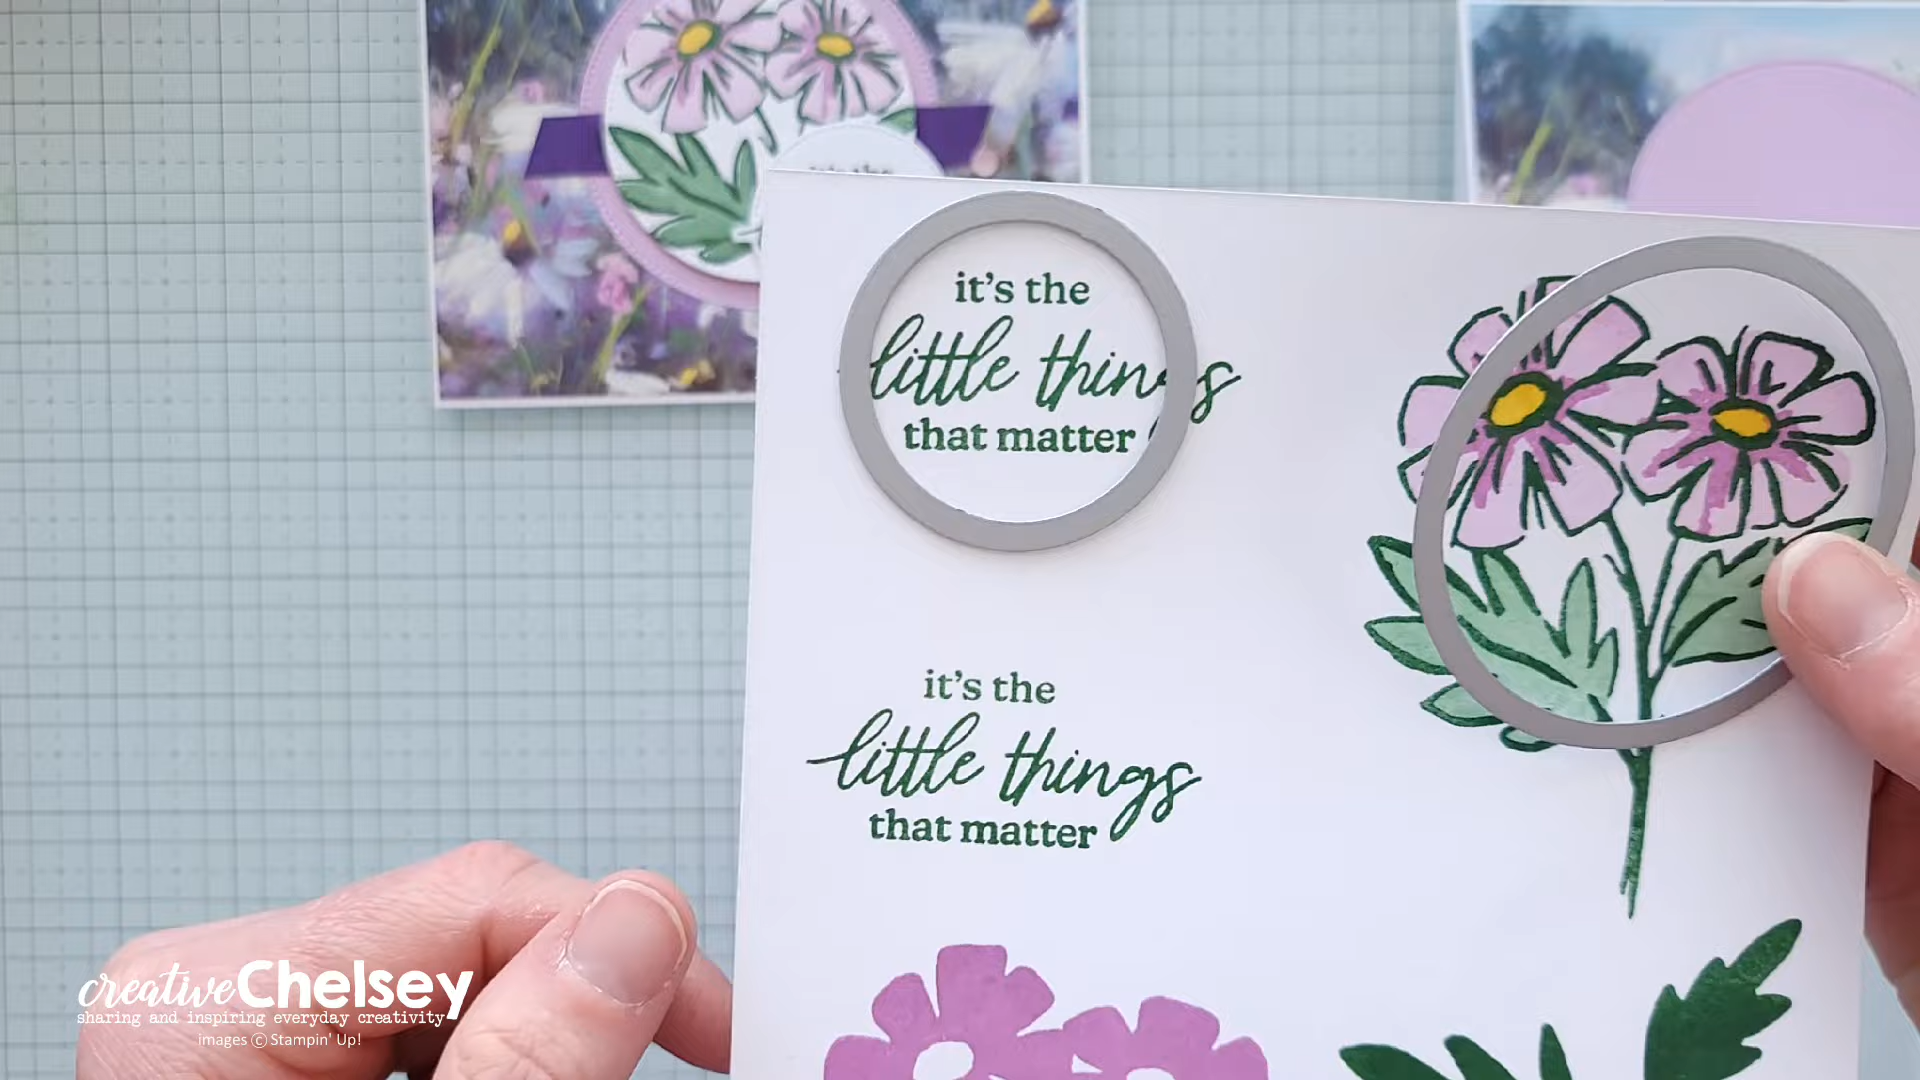 it's the
little things
that matter
it's the
little things
that matter
creativeChelsey
sharing and inspiring everyday creativity
images © Stampin' Up!